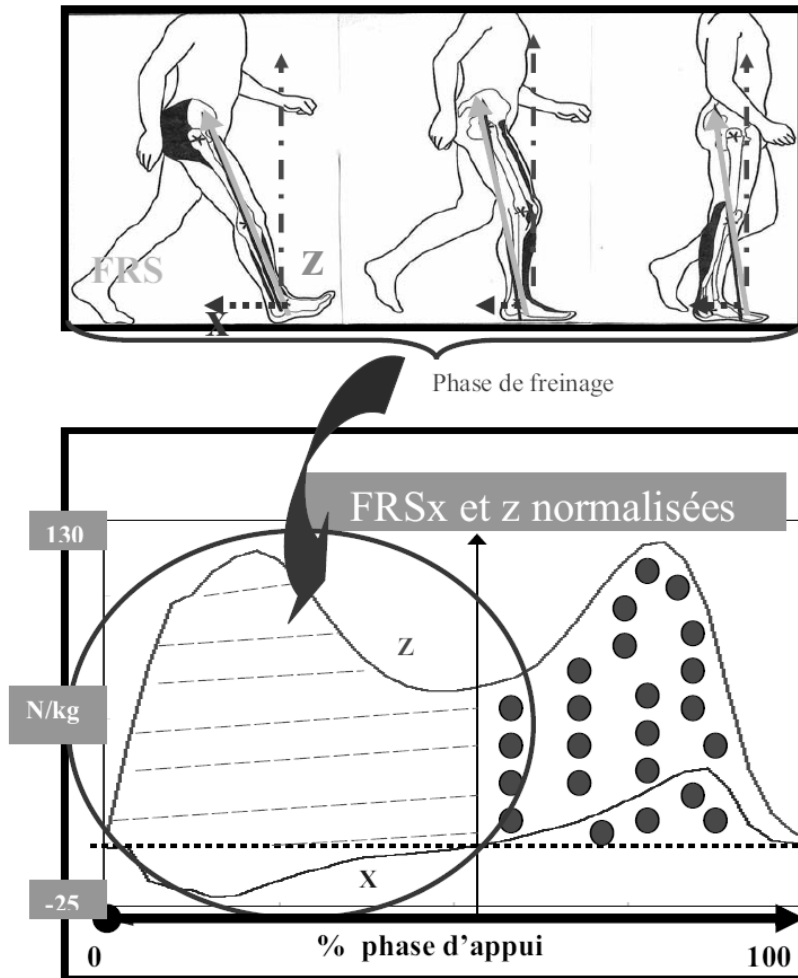 FRS
Z
X
Phase de freinage
FRSx et z normalisées
130
Z
N/kg
X
-25
% phase d'appui
0
100